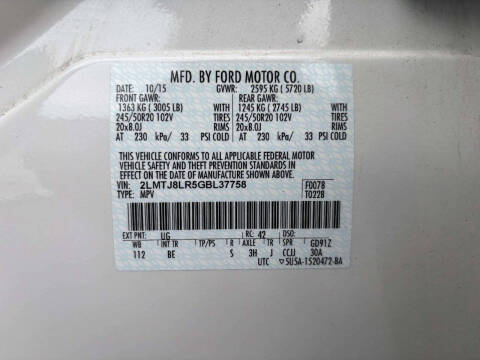 MFD. BY FORD MOTOR CO.
DATE: 10/15 GVWR: 2595 KG ( 5720 LB)
FRONT GAWR: REAR GAWR:
1363 KG ( 3005 LB) WITH 1245 KG ( 2745 LB) WITH
245/50R20 102V TIRES 245/50R20 102V TIRES
20x8.0J RIMS 20x8.0J RIMS
AT 230 kPa/ 33 PSI COLD AT 230 kPa/ 33 PSI COLD
THIS VEHICLE CONFORMS TO ALL APPLICABLE FEDERAL MOTOR
VEHICLE SAFETY AND THEFT PREVENTION STANDARDS IN
EFFECT ON THE DATE OF MANUFACTURE SHOWN ABOVE.
VIN: 2LMTJ8LR5GBL37758 F0078
TYPE: MPV T0228
EXT PNT: UG RC: 42 DSO:
WB INT TR TP/PS R AXLE TR SPR GD91Z
112 BE S 3H J CCJJ 30A
UTC SU5A-1520472-BA